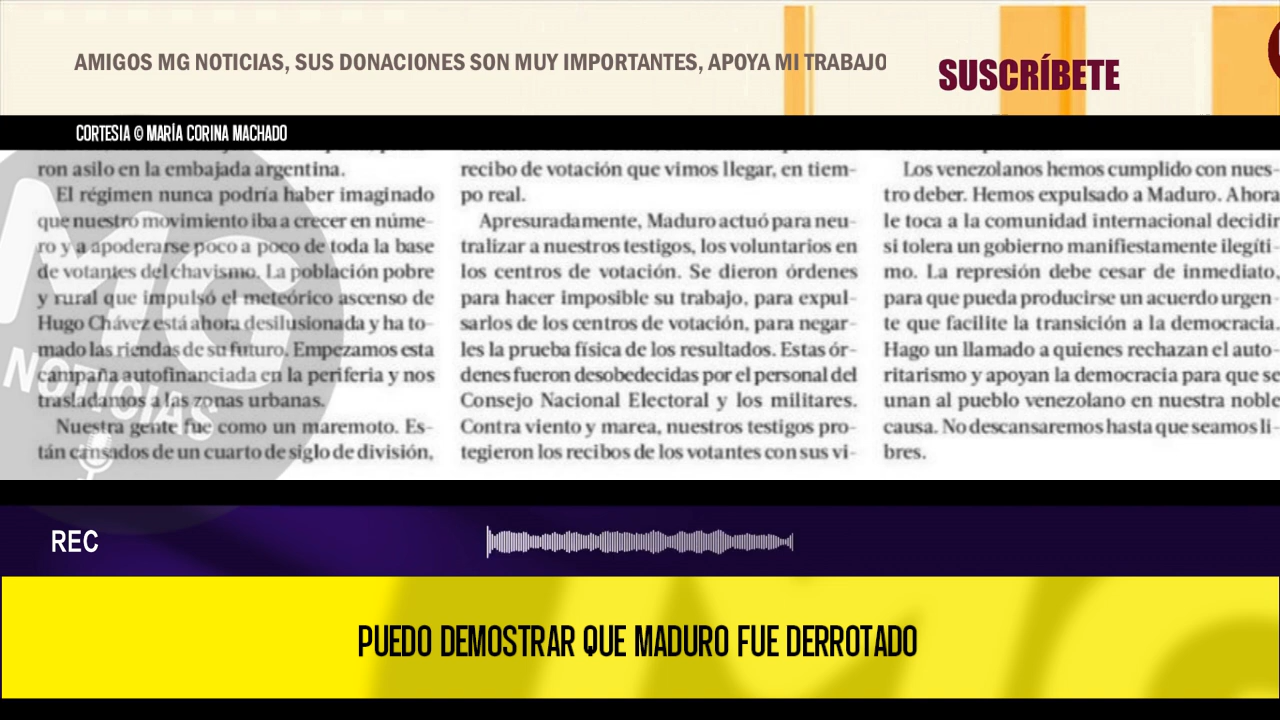 AMIGOS MG NOTICIAS, SUS DONACIONES SON MUY IMPORTANTES, APOYA MI TRABAJO
SUSCRÍBETE
CORTESIA © MARÍA CORINA MACHADO
ron asilo en la embajada argentina.
El régimen nunca podría haber imaginado
que nuestro movimiento iba a crecer en núme-
ro y a apoderarse poco a poco de toda la base
de votantes del chavismo. La población pobre
y rural que impulsó el meteórico ascenso de
Hugo Chávez está ahora desilusionada y ha to-
mado las riendas de su futuro. Empezamos esta
campaña autofinanciada en la periferia y nos
trasladamos a las zonas urbanas.
Nuestra gente fue como un maremoto. Es-
tán cansados de un cuarto de siglo de división,
recibo de votación que vimos llegar, en tiem-
po real.
Apresuradamente, Maduro actuó para neu-
tralizar a nuestros testigos, los voluntarios en
los centros de votación. Se dieron órdenes
para hacer imposible su trabajo, para expul-
sarlos de los centros de votación, para negar-
les la prueba física de los resultados. Estas ór-
denes fueron desobedecidas por el personal del
Consejo Nacional Electoral y los militares.
Contra viento y marea, nuestros testigos pro-
tegieron los recibos de los votantes con sus vi-
Los venezolanos hemos cumplido con nues-
tro deber. Hemos expulsado a Maduro. Ahora
le toca a la comunidad internacional decidir
si tolera un gobierno manifiestamente ilegíti-
mo. La represión debe cesar de inmediato,
para que pueda producirse un acuerdo urgen-
te que facilite la transición a la democracia.
Hago un llamado a quienes rechazan el auto-
ritarismo y apoyan la democracia para que se
unan al pueblo venezolano en nuestra noble
causa. No descansaremos hasta que seamos li-
bres.
MG
NOTICIAS
REC
PUEDO DEMOSTRAR QUE MADURO FUE DERROTADO